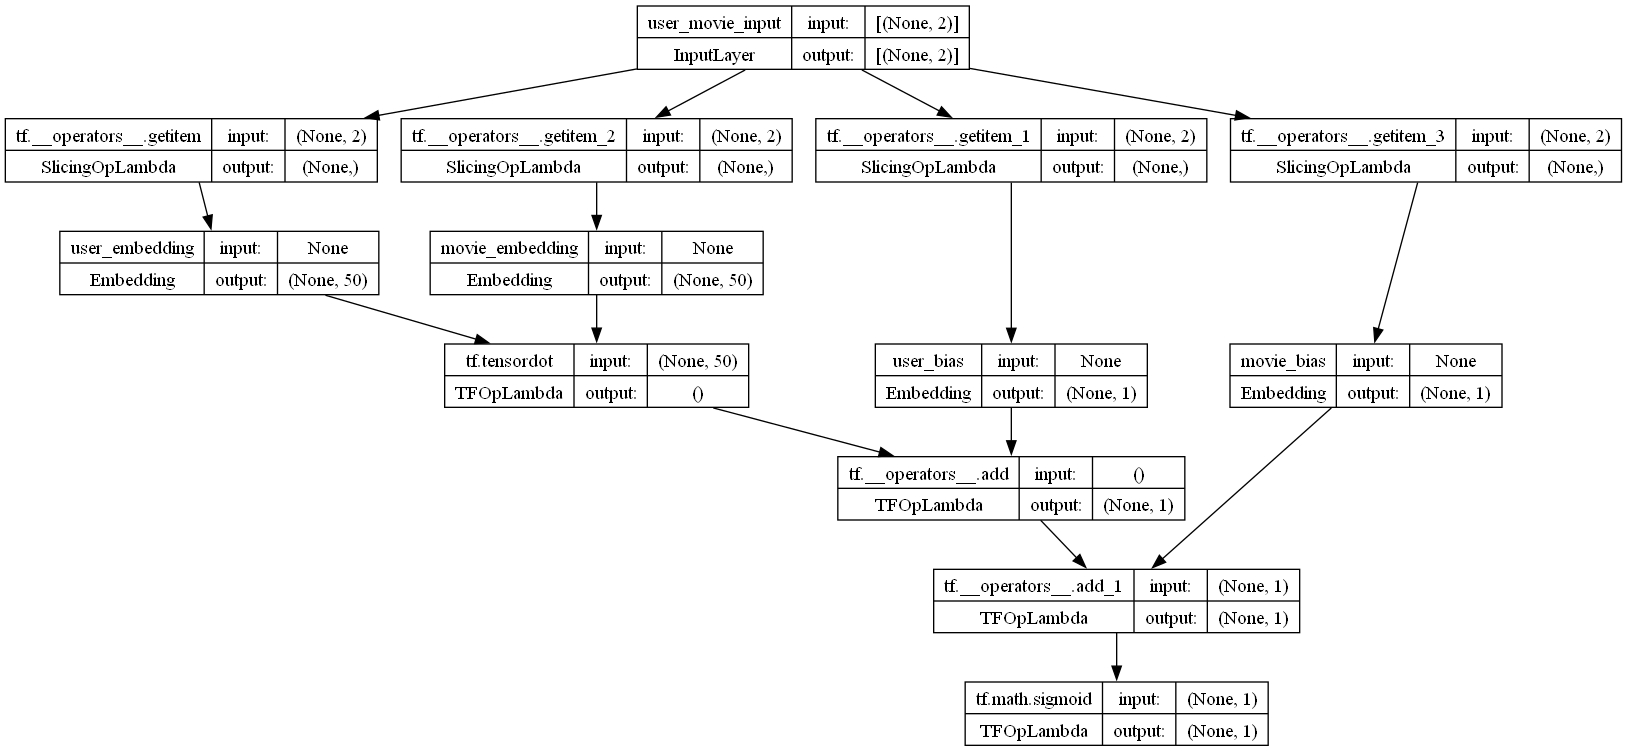 user_movie_input input: [(None, 2)]
InputLayer output: [(None, 2)]
tf.__operators__.getitem input: (None, 2)
SlicingOpLambda output: (None,)
tf.__operators__.getitem_2 input: (None, 2)
SlicingOpLambda output: (None,)
tf.__operators__.getitem_1 input: (None, 2)
SlicingOpLambda output: (None,)
tf.__operators__.getitem_3 input: (None, 2)
SlicingOpLambda output: (None,)
user_embedding input: None
Embedding output: (None, 50)
movie_embedding input: None
Embedding output: (None, 50)
tf.tensordot input: (None, 50)
TFOpLambda output: ()
user_bias input: None
Embedding output: (None, 1)
movie_bias input: None
Embedding output: (None, 1)
tf.__operators__.add input: ()
TFOpLambda output: (None, 1)
tf.__operators__.add_1 input: (None, 1)
TFOpLambda output: (None, 1)
tf.math.sigmoid input: (None, 1)
TFOpLambda output: (None, 1)